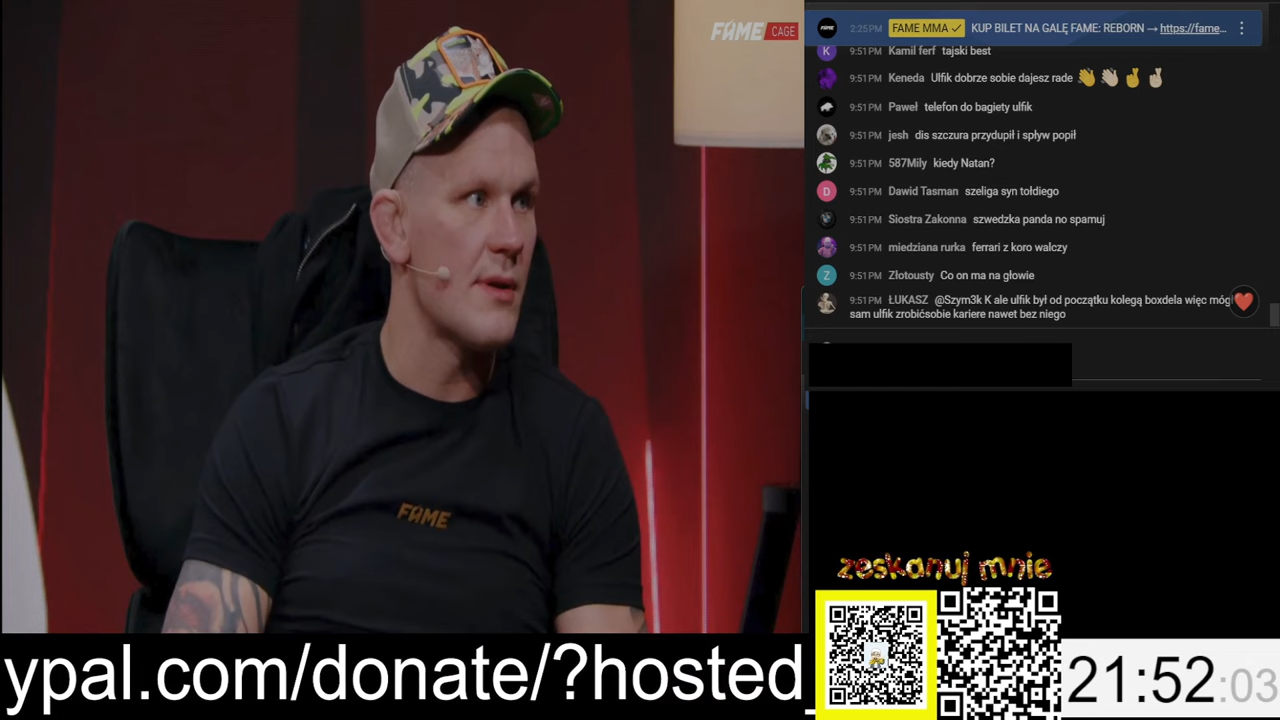 FAME CAGE
2:25 PM FAME MMA ✓ KUP BILET NA GALĘ FAME: REBORN → https://fame...
9:51 PM Kamil ferf tajski best
9:51 PM Keneda Ulfik dobrze sobie dajesz rade
9:51 PM Paweł telefon do bagiety ulfik
9:51 PM jesh dis szczura przydupił i spływ popił
9:51 PM 587Mily kiedy Natan?
9:51 PM Dawid Tasman szeliga syn tołdiego
9:51 PM Siostra Zakonna szwedzka panda no spamuj
9:51 PM miedziana rurka ferrari z koro walczy
9:51 PM Złotousty Co on ma na głowie
9:51 PM ŁUKASZ @Szym3k K ale ulfik był od początku kolegą boxdela więc móg
sam ulfik zrobićsobie kariere nawet bez niego
FAME
zeskanuj mnie
ypal.com/donate/?hosted_
21:52:03